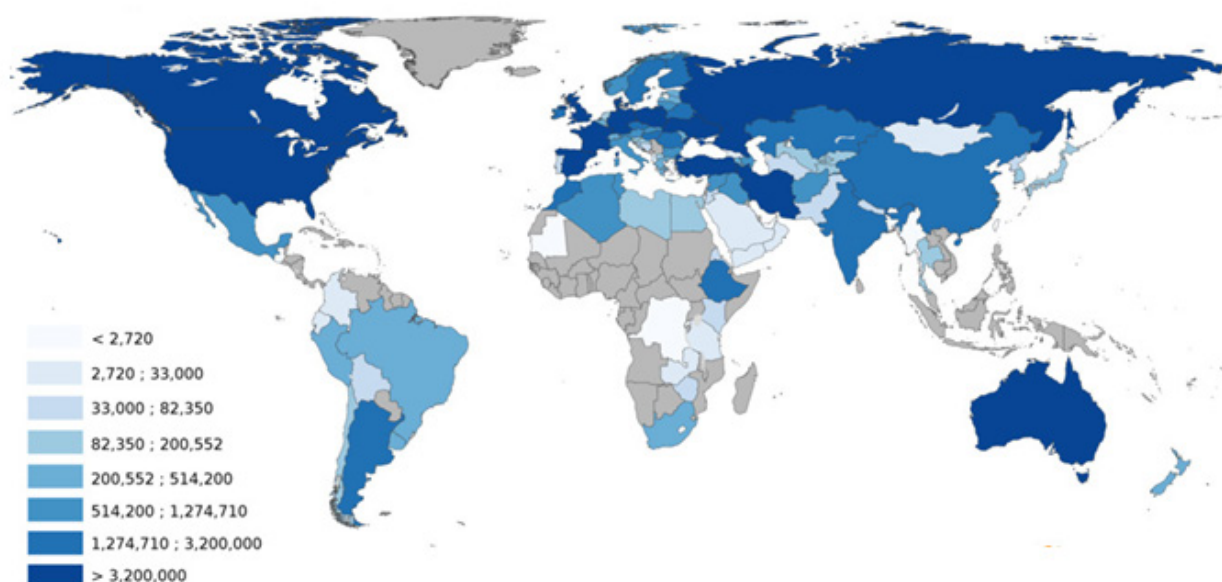 < 2,720
2,720 ; 33,000
33,000 ; 82,350
82,350 ; 200,552
200,552 ; 514,200
514,200 ; 1,274,710
1,274,710 ; 3,200,000
> 3,200,000